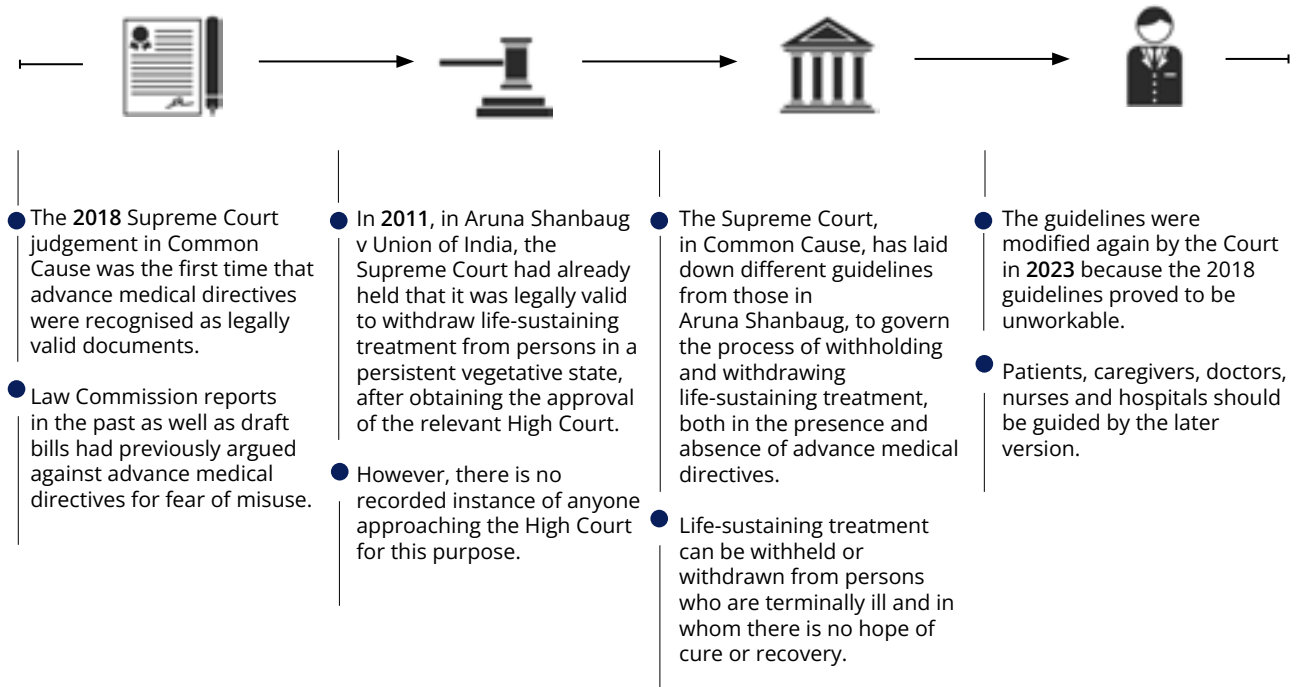 The 2018 Supreme Court
judgement in Common
Cause was the first time that
advance medical directives
were recognised as legally
valid documents.
Law Commission reports
in the past as well as draft
bills had previously argued
against advance medical
directives for fear of misuse.
In 2011, in Aruna Shanbaug
v Union of India, the
Supreme Court had already
held that it was legally valid
to withdraw life-sustaining
treatment from persons in a
persistent vegetative state,
after obtaining the approval
of the relevant High Court.
However, there is no
recorded instance of anyone
approaching the High Court
for this purpose.
The Supreme Court,
in Common Cause, has laid
down different guidelines
from those in
Aruna Shanbaug, to govern
the process of withholding
and withdrawing
life-sustaining treatment,
both in the presence and
absence of advance medical
directives.
Life-sustaining treatment
can be withheld or
withdrawn from persons
who are terminally ill and in
whom there is no hope of
cure or recovery.
The guidelines were
modified again by the Court
in 2023 because the 2018
guidelines proved to be
unworkable.
Patients, caregivers, doctors,
nurses and hospitals should
be guided by the later
version.